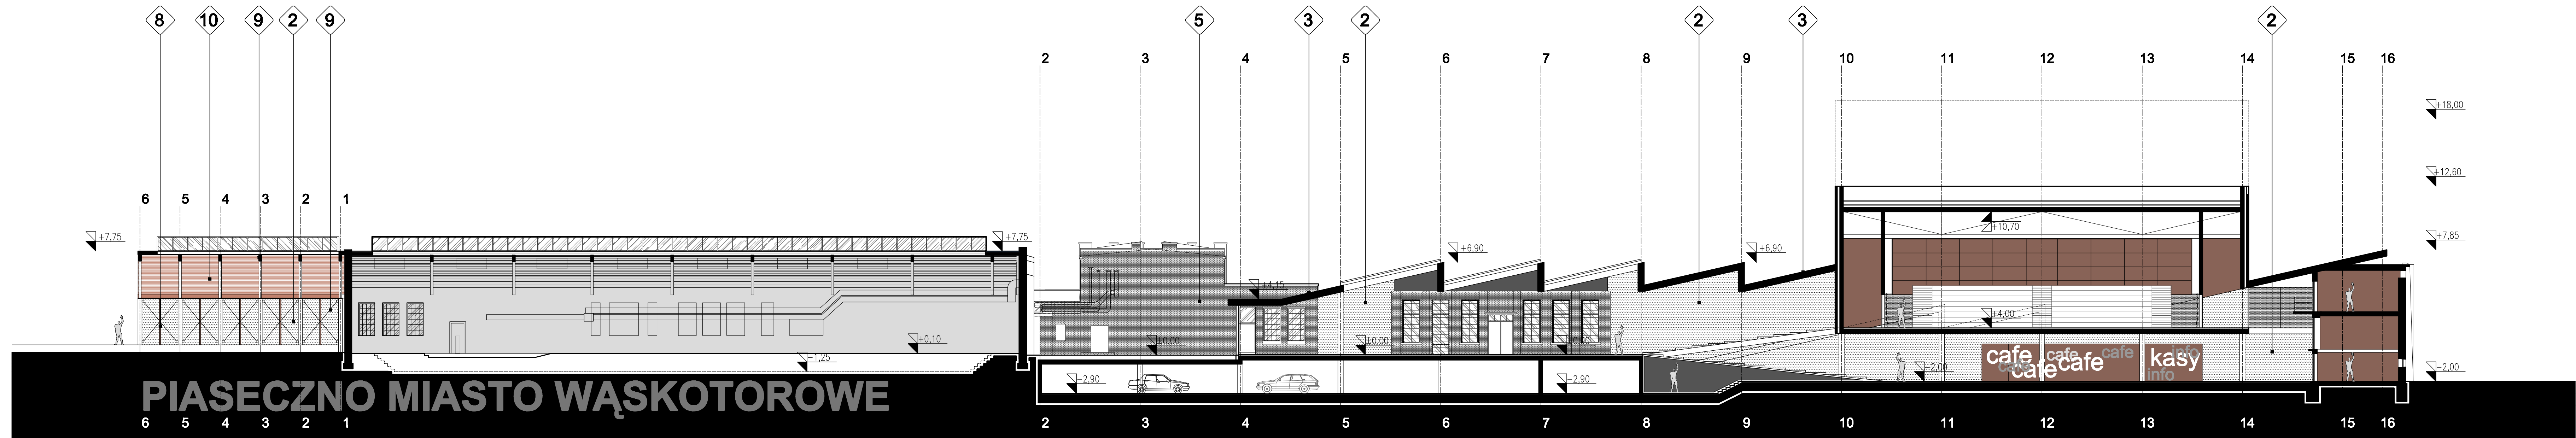 8 10 9 2 9 5 3 2 2 3 2
2 3 4 5 6 7 8 9 10 11 12 13 14 15 16
+18,00
+12,60
6 5 4 3 2 1
+7,75 +7,75 +6,90 +6,90 +10,70 +7,85
+4,15
+4,00
+0,10 ±0,00 ±0,00
-1,25
cafe cafe cafe kasy info
cafe cafe cafe info
-2,90 -2,90 -2,00 -2,00
PIASECZNO MIASTO WĄSKOTOROWE
6 5 4 3 2 1 2 3 4 5 6 7 8 9 10 11 12 13 14 15 16